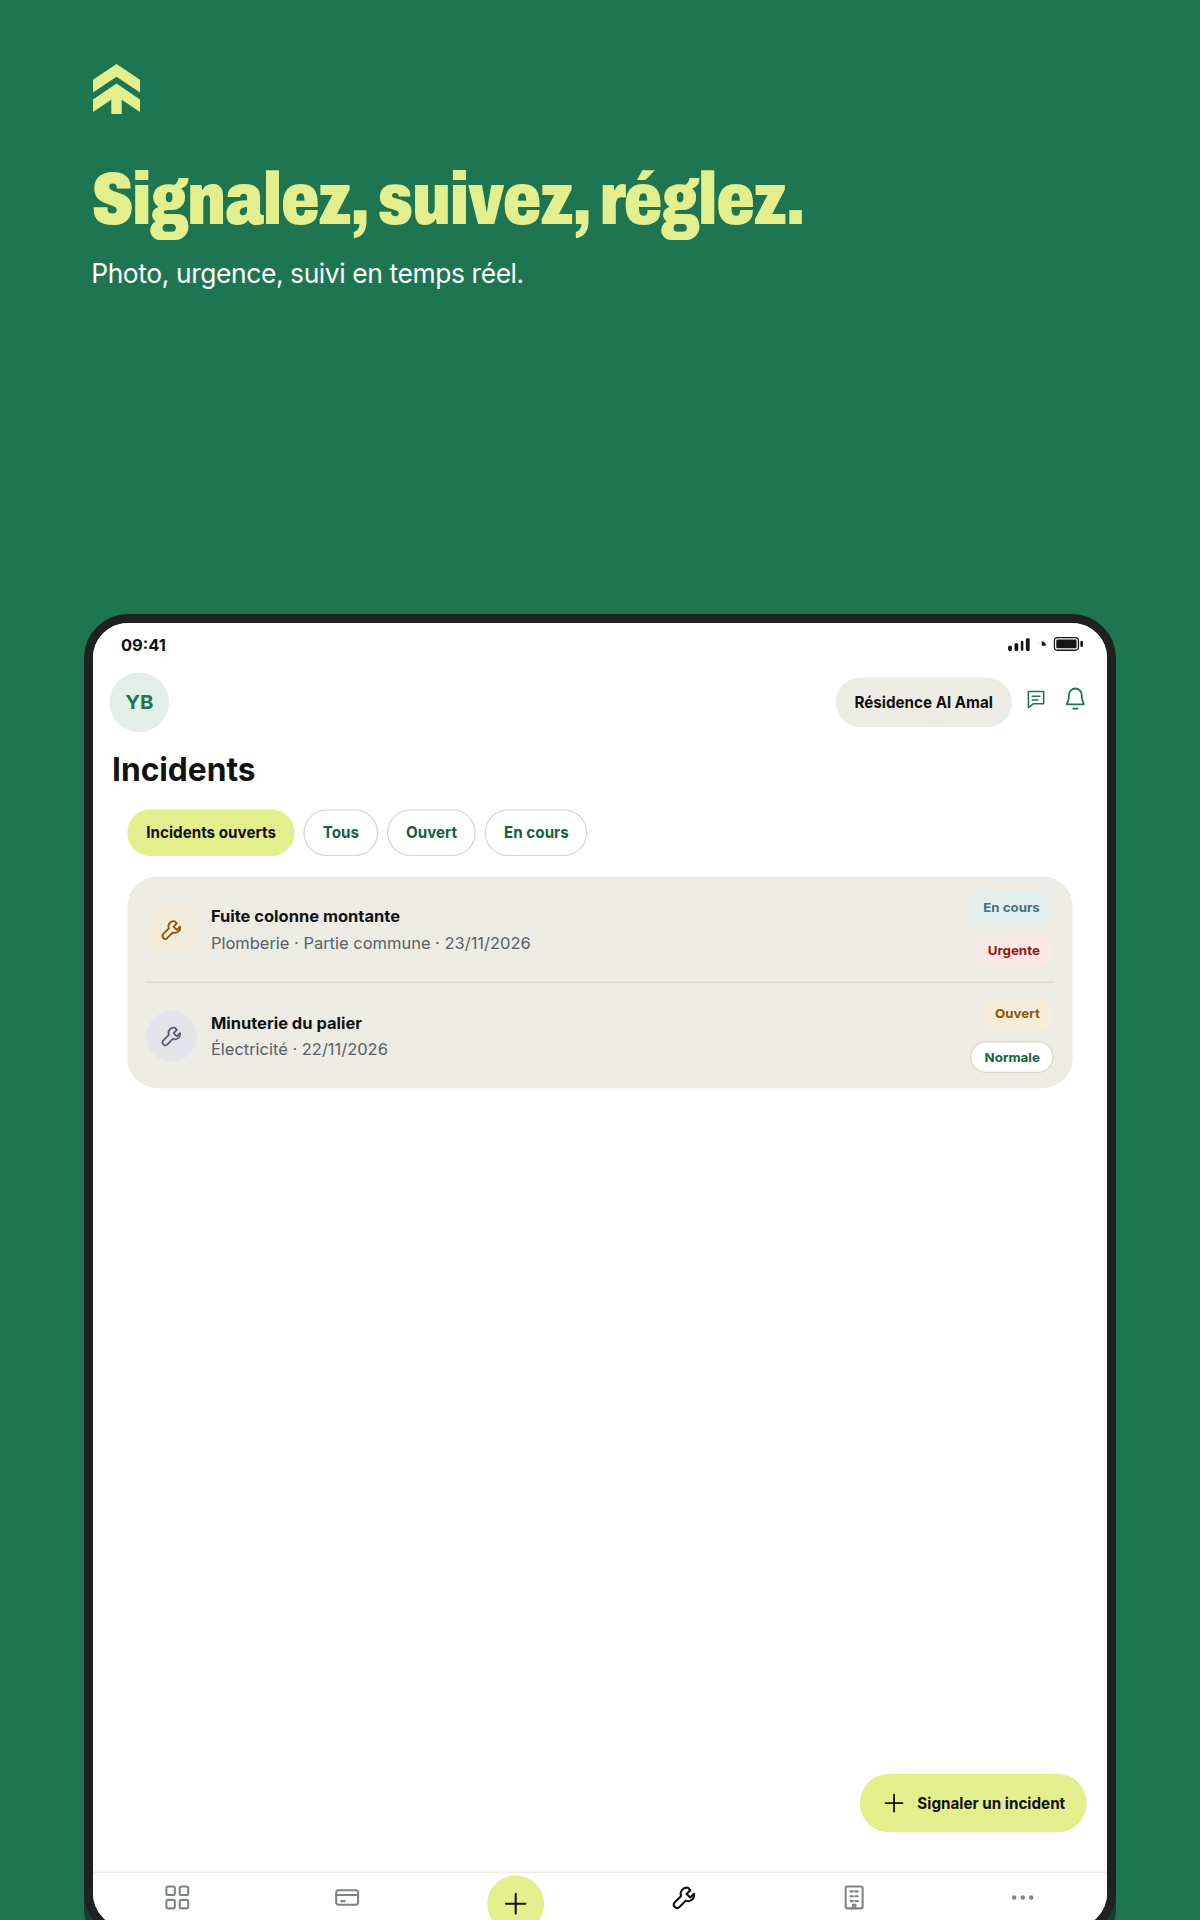 Signalez, suivez, réglez.
Photo, urgence, suivi en temps réel.
09:41
YB
Résidence Al Amal
Incidents
Incidents ouverts
Tous
Ouvert
En cours
Fuite colonne montante
Plomberie · Partie commune · 23/11/2026
En cours
Urgente
Minuterie du palier
Électricité · 22/11/2026
Ouvert
Normale
Signaler un incident